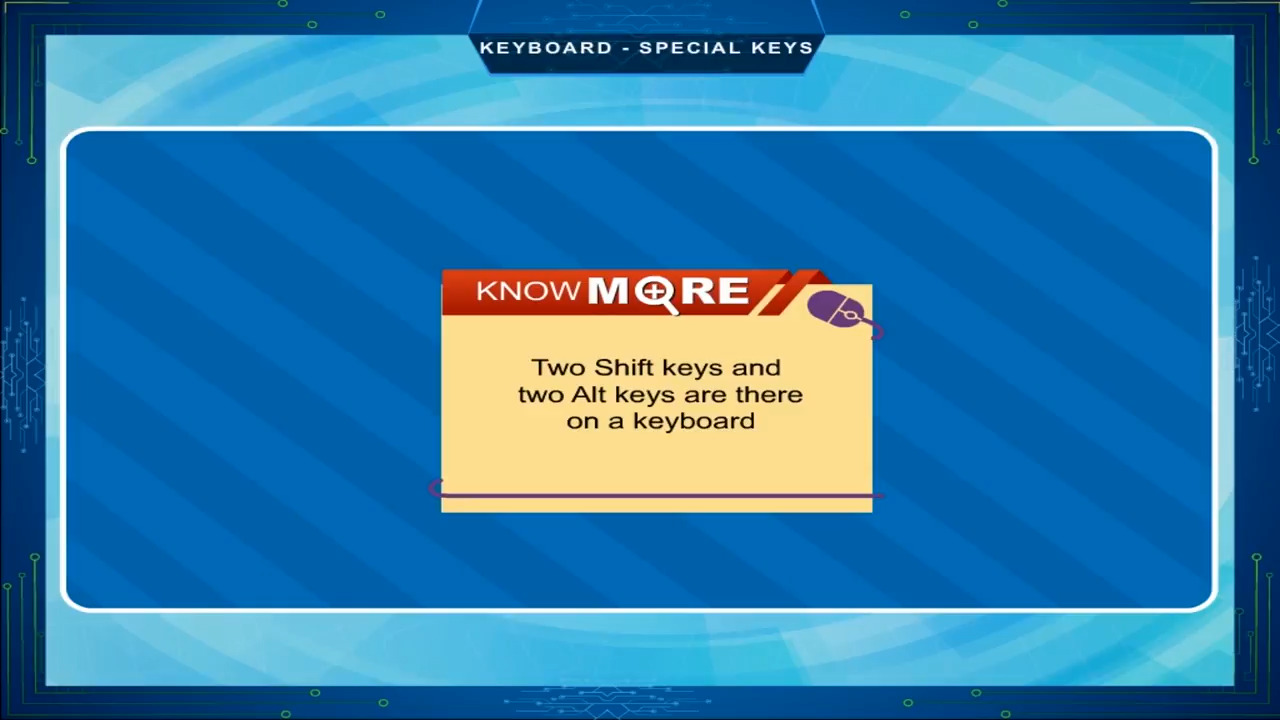 KEYBOARD - SPECIAL KEYS
KNOW MORE
Two Shift keys and
two Alt keys are there
on a keyboard